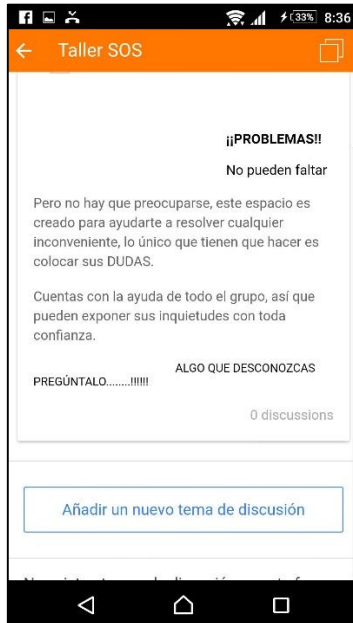 33% 8:36
Taller SOS
¡¡PROBLEMAS!!
No pueden faltar
Pero no hay que preocuparse, este espacio es
creado para ayudarte a resolver cualquier
inconveniente, lo único que tienen que hacer es
colocar sus DUDAS.
Cuentas con la ayuda de todo el grupo, así que
pueden exponer sus inquietudes con toda
confianza.
ALGO QUE DESCONOZCAS
PREGÚNTALO........!!!!!!
0 discussions
Añadir un nuevo tema de discusión